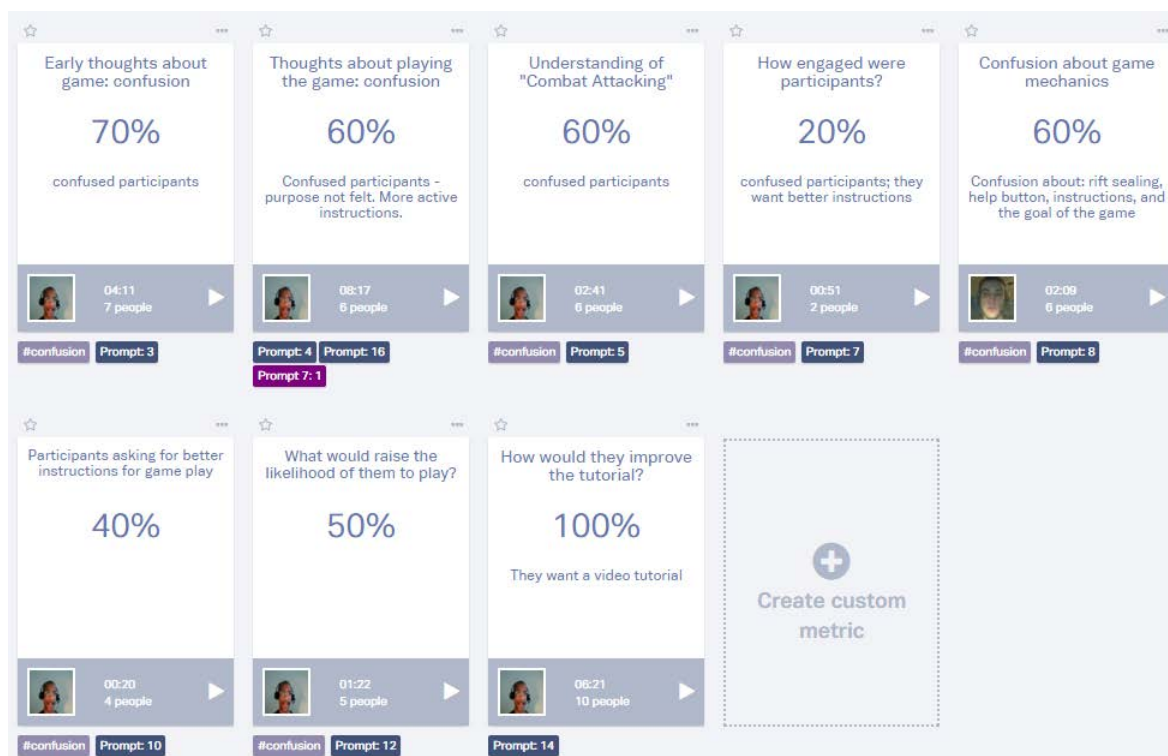 Early thoughts about
game: confusion
70%
confused participants
04:11
7 people
#confusion
Prompt: 3
Thoughts about playing
the game: confusion
60%
Confused participants -
purpose not felt. More active
instructions.
08:17
6 people
Prompt: 4
Prompt: 16
Prompt 7: 1
Understanding of
"Combat Attacking"
60%
confused participants
02:41
6 people
#confusion
Prompt: 5
How engaged were
participants?
20%
confused participants; they
want better instructions
00:51
2 people
#confusion
Prompt: 7
Confusion about game
mechanics
60%
Confusion about: rift sealing,
help button, instructions, and
the goal of the game
02:09
6 people
#confusion
Prompt: 8
Participants asking for better
instructions for game play
40%
00:20
4 people
#confusion
Prompt: 10
What would raise the
likelihood of them to play?
50%
01:22
5 people
#confusion
Prompt: 12
How would they improve
the tutorial?
100%
They want a video tutorial
06:21
10 people
Prompt: 14
Create custom
metric